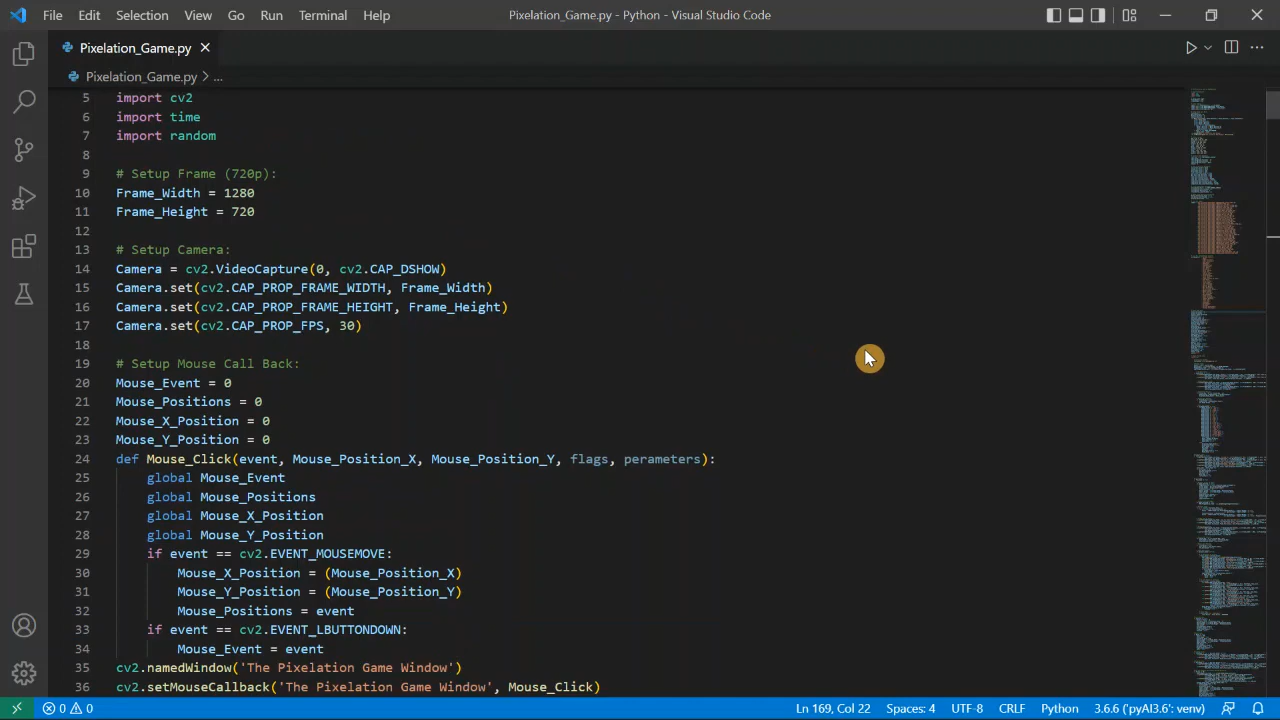 File Edit Selection View Go Run Terminal Help Pixelation_Game.py - Python - Visual Studio Code
Pixelation_Game.py
Pixelation_Game.py > ...
5 import cv2
6 import time
7 import random
8
9 # Setup Frame (720p):
10 Frame_Width = 1280
11 Frame_Height = 720
12
13 # Setup Camera:
14 Camera = cv2.VideoCapture(0, cv2.CAP_DSHOW)
15 Camera.set(cv2.CAP_PROP_FRAME_WIDTH, Frame_Width)
16 Camera.set(cv2.CAP_PROP_FRAME_HEIGHT, Frame_Height)
17 Camera.set(cv2.CAP_PROP_FPS, 30)
18
19 # Setup Mouse Call Back:
20 Mouse_Event = 0
21 Mouse_Positions = 0
22 Mouse_X_Position = 0
23 Mouse_Y_Position = 0
24 def Mouse_Click(event, Mouse_Position_X, Mouse_Position_Y, flags, perameters):
25 global Mouse_Event
26 global Mouse_Positions
27 global Mouse_X_Position
28 global Mouse_Y_Position
29 if event == cv2.EVENT_MOUSEMOVE:
30 Mouse_X_Position = (Mouse_Position_X)
31 Mouse_Y_Position = (Mouse_Position_Y)
32 Mouse_Positions = event
33 if event == cv2.EVENT_LBUTTONDOWN:
34 Mouse_Event = event
35 cv2.namedWindow('The Pixelation Game Window')
36 cv2.setMouseCallback('The Pixelation Game Window', Mouse_Click)
0 0 Ln 169, Col 22 Spaces: 4 UTF-8 CRLF Python 3.6.6 ('pyAI3.6': venv)